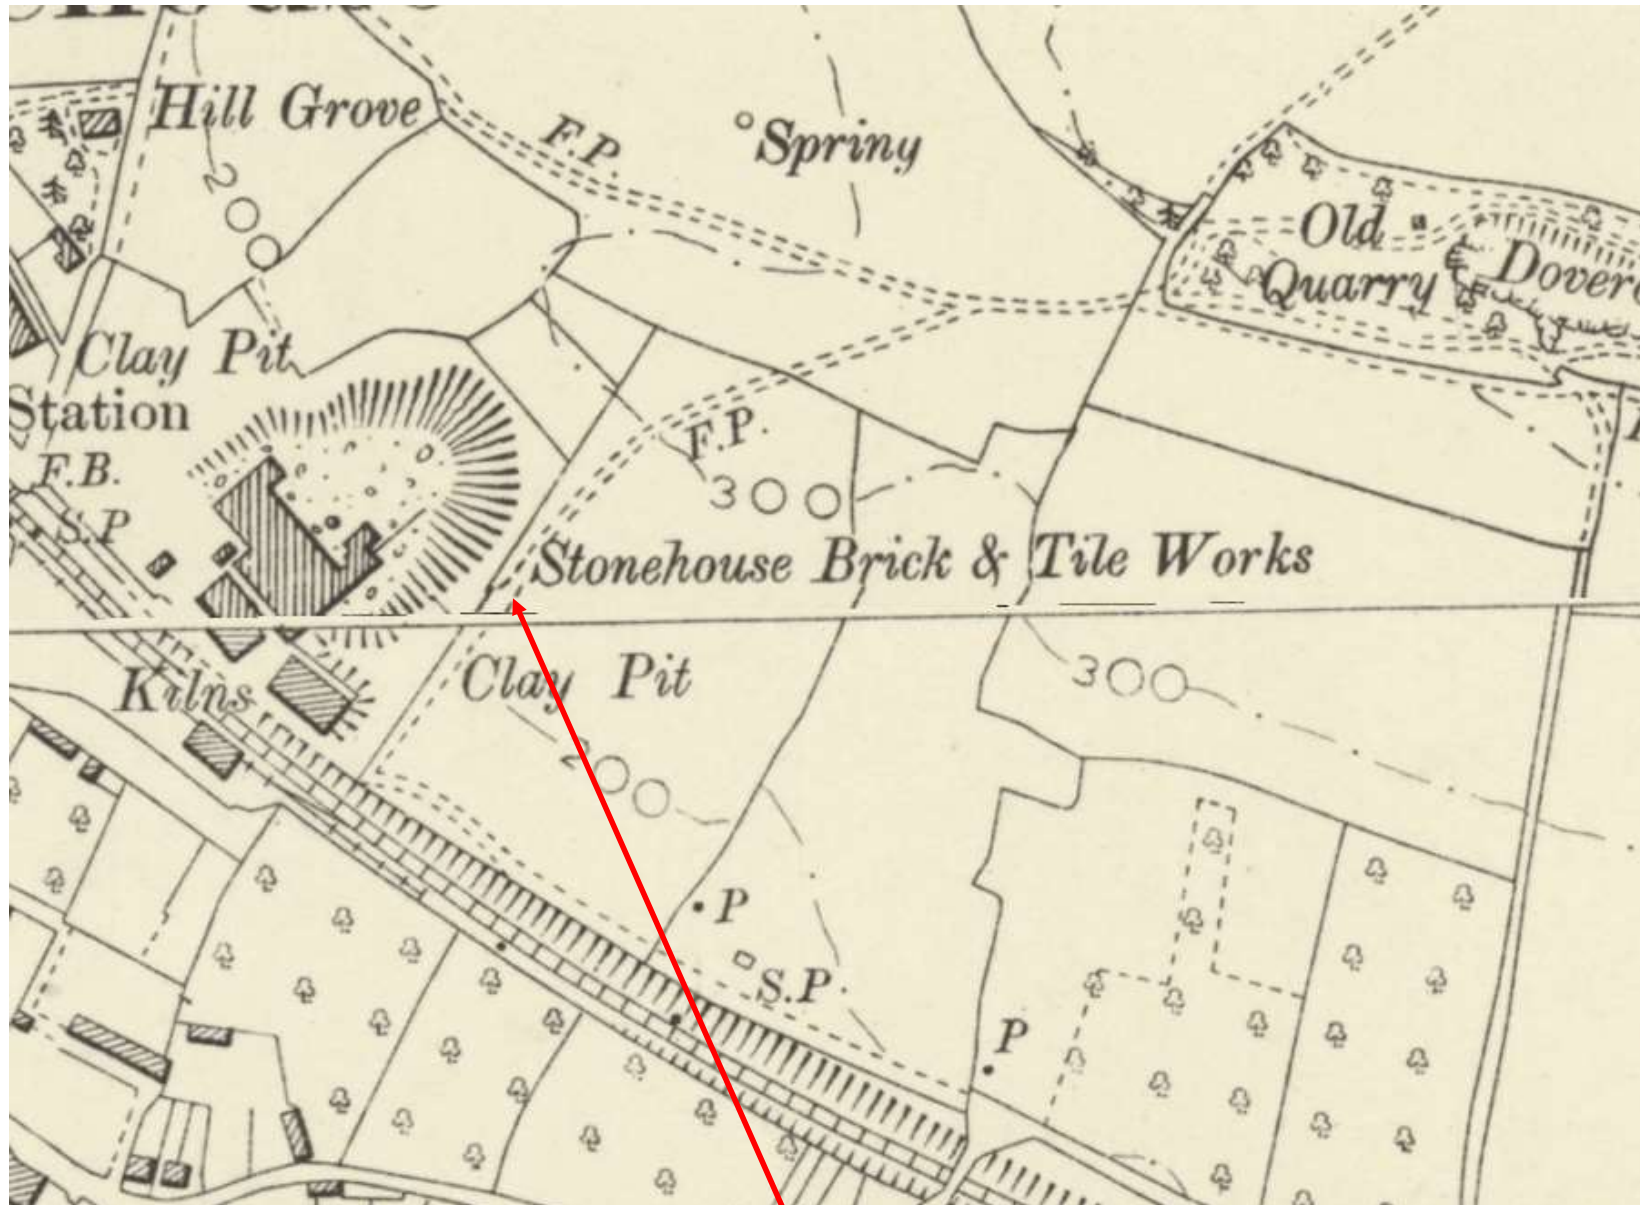 Hill Grove
F.P.
Spriny
200
Old
Quarry
Dover
Clay Pit
Station
F.B.
S.P
F.P.
300
Stonehouse Brick & Tile Works
Kilns
Clay Pit
300
200
P
S.P.
P